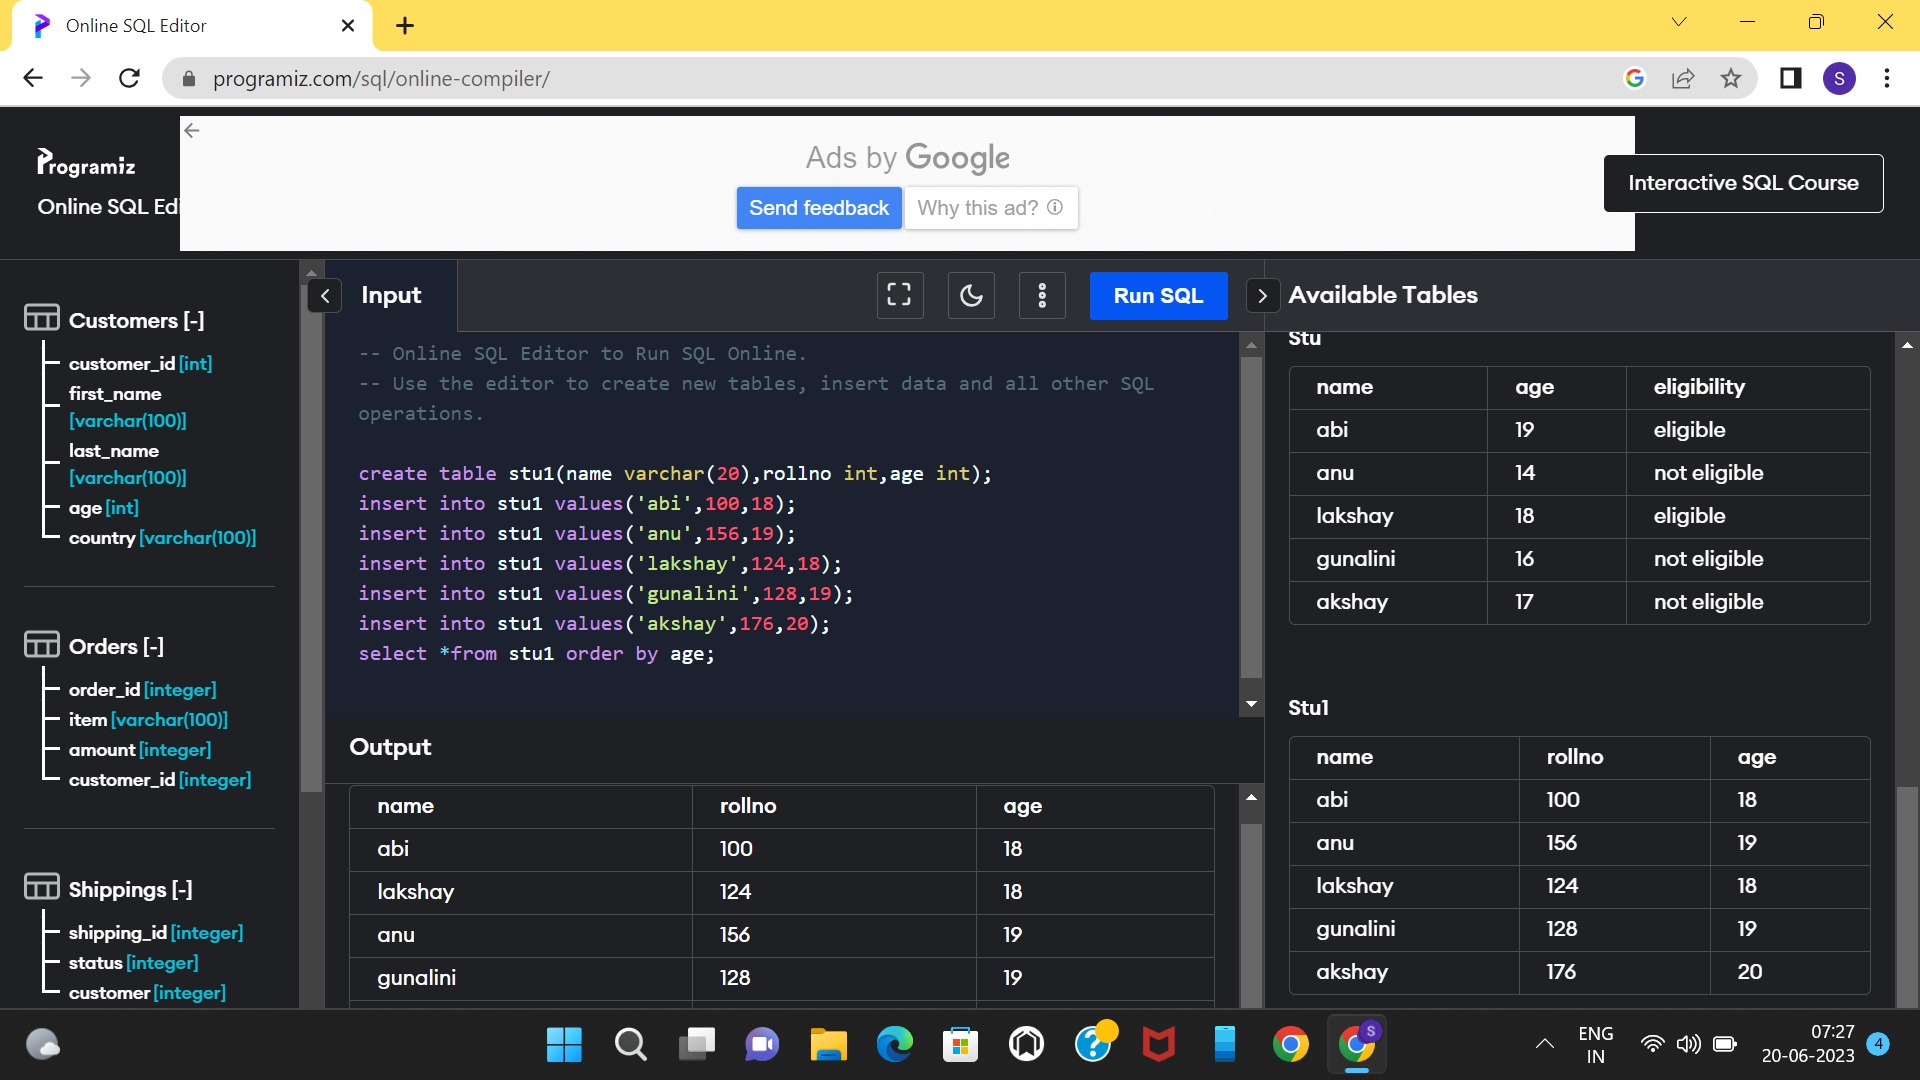 Online SQL Editor
programiz.com/sql/online-compiler/
S
Programiz
Online SQL Edi
Ads by Google
Send feedback
Why this ad?
Interactive SQL Course
Customers [-]
customer_id [int]
first_name
[varchar(100)]
last_name
[varchar(100)]
age [int]
country [varchar(100)]
Orders [-]
order_id [integer]
item [varchar(100)]
amount [integer]
customer_id [integer]
Shippings [-]
shipping_id [integer]
status [integer]
customer [integer]
Input
Run SQL
-- Online SQL Editor to Run SQL Online.
-- Use the editor to create new tables, insert data and all other SQL
operations.
create table stu1(name varchar(20),rollno int,age int);
insert into stu1 values('abi',100,18);
insert into stu1 values('anu',156,19);
insert into stu1 values('lakshay',124,18);
insert into stu1 values('gunalini',128,19);
insert into stu1 values('akshay',176,20);
select *from stu1 order by age;
Output
name rollno age
abi 100 18
lakshay 124 18
anu 156 19
gunalini 128 19
Available Tables
Stu
name age eligibility
abi 19 eligible
anu 14 not eligible
lakshay 18 eligible
gunalini 16 not eligible
akshay 17 not eligible
Stu1
name rollno age
abi 100 18
anu 156 19
lakshay 124 18
gunalini 128 19
akshay 176 20
S
ENG
IN
07:27
20-06-2023
4